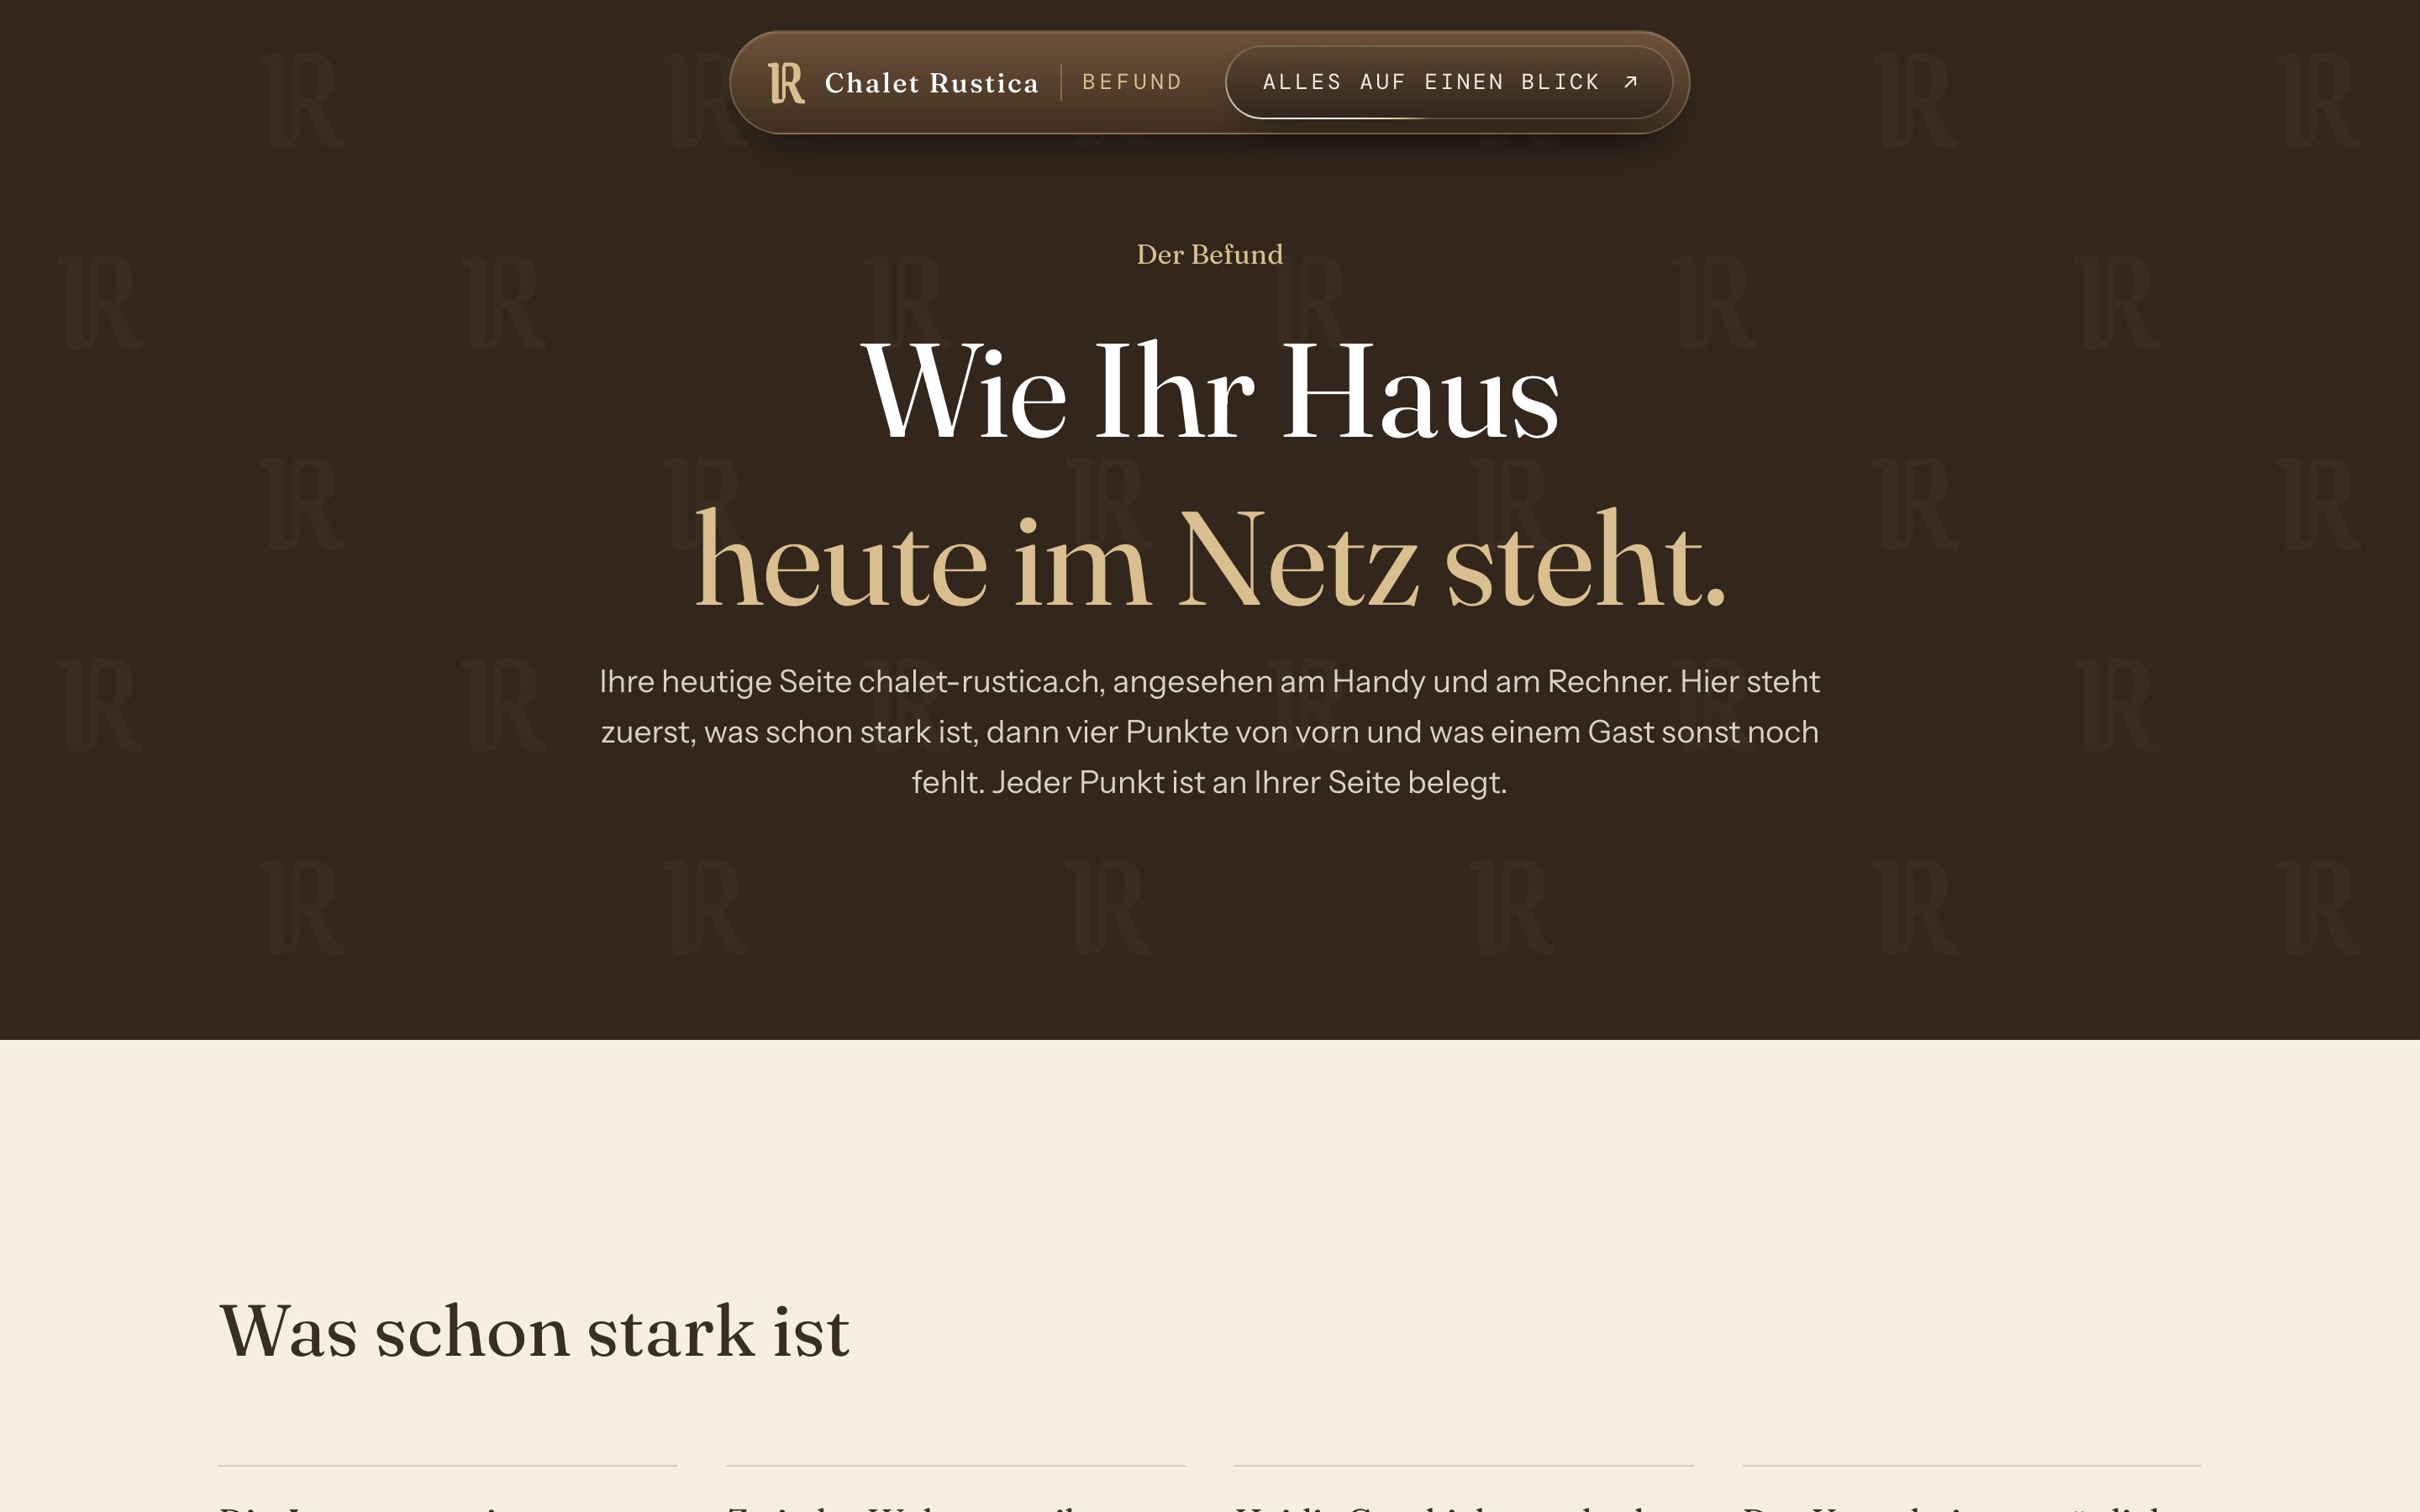 Chalet Rustica BEFUND ALLES AUF EINEN BLICK ↗
Der Befund
Wie Ihr Haus
heute im Netz steht.
Ihre heutige Seite chalet-rustica.ch, angesehen am Handy und am Rechner. Hier steht
zuerst, was schon stark ist, dann vier Punkte von vorn und was einem Gast sonst noch
fehlt. Jeder Punkt ist an Ihrer Seite belegt.
Was schon stark ist